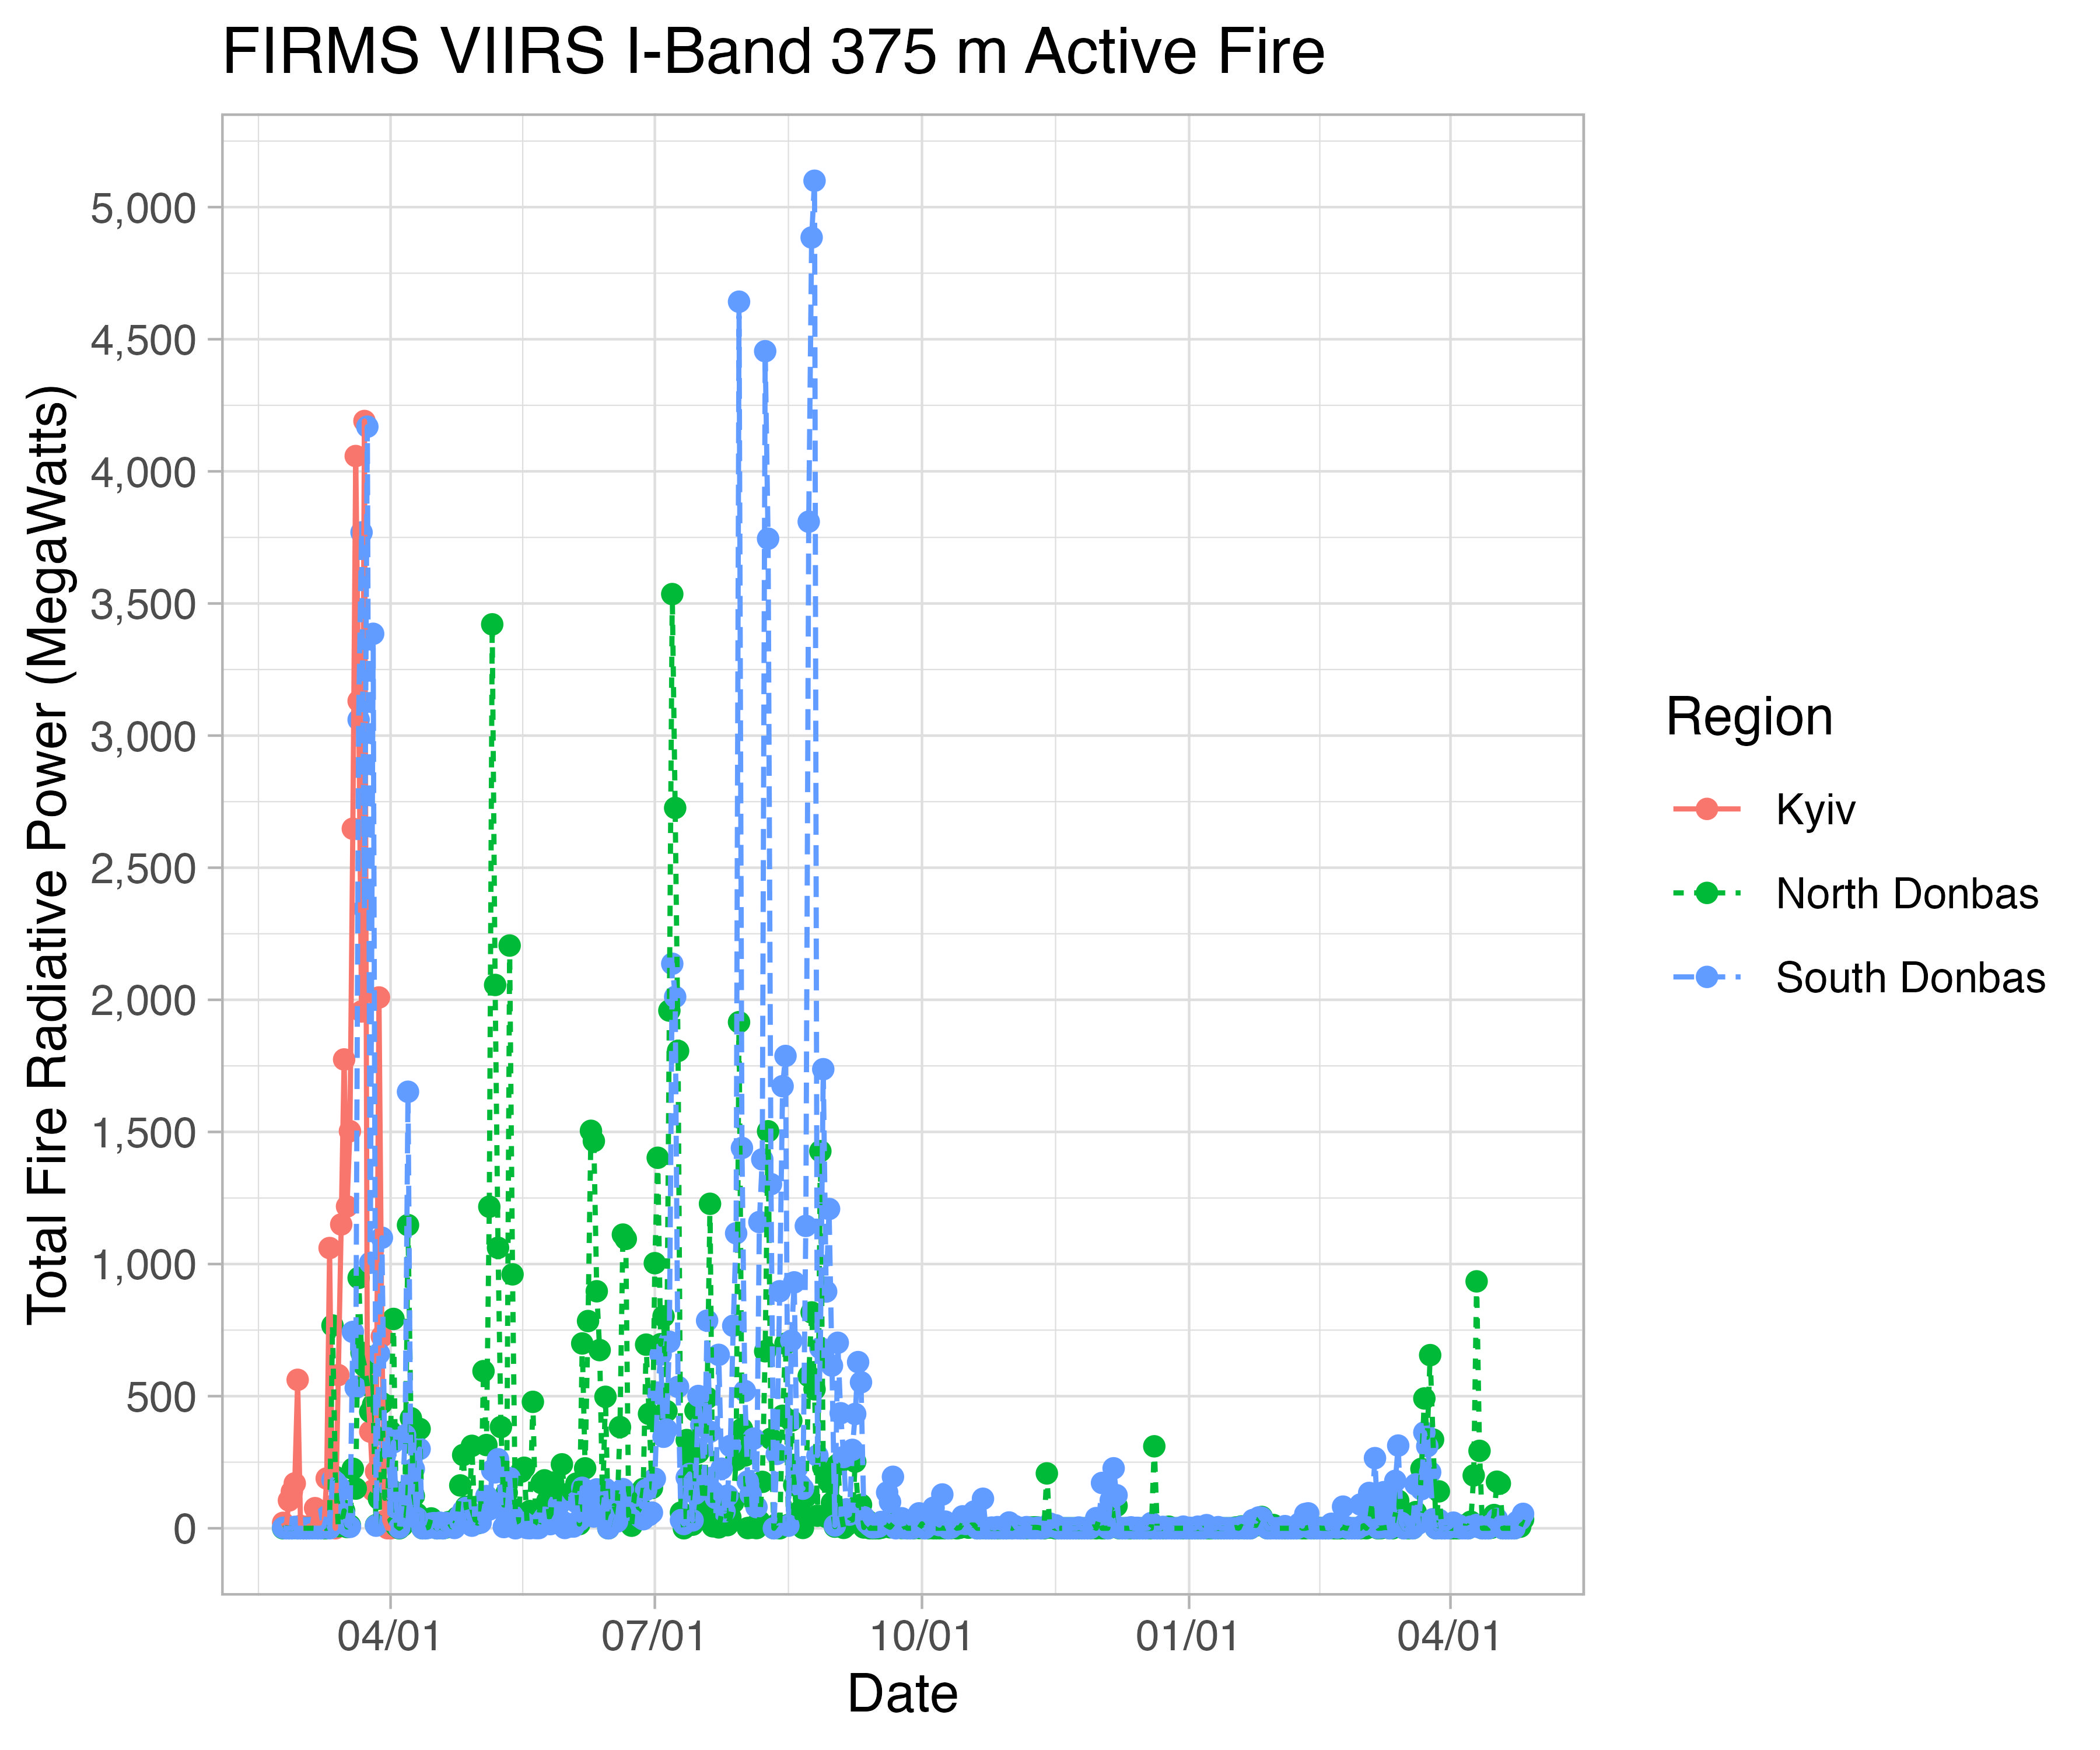 FIRMS VIIRS I-Band 375 m Active Fire
Total Fire Radiative Power (MegaWatts)
5,000
4,500
4,000
3,500
3,000
2,500
2,000
1,500
1,000
500
0
04/01
07/01
10/01
01/01
04/01
Date
Region
Kyiv
North Donbas
South Donbas